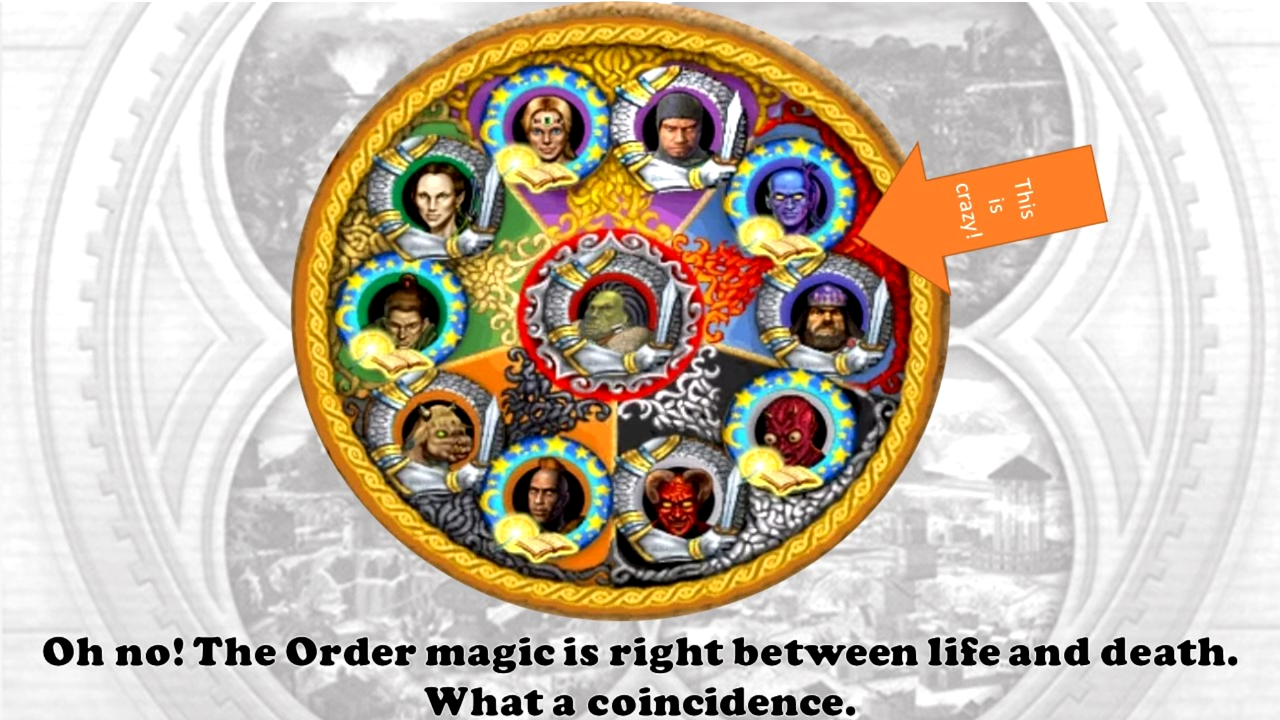 This
is
crazy!
Oh no! The Order magic is right between life and death.
What a coincidence.